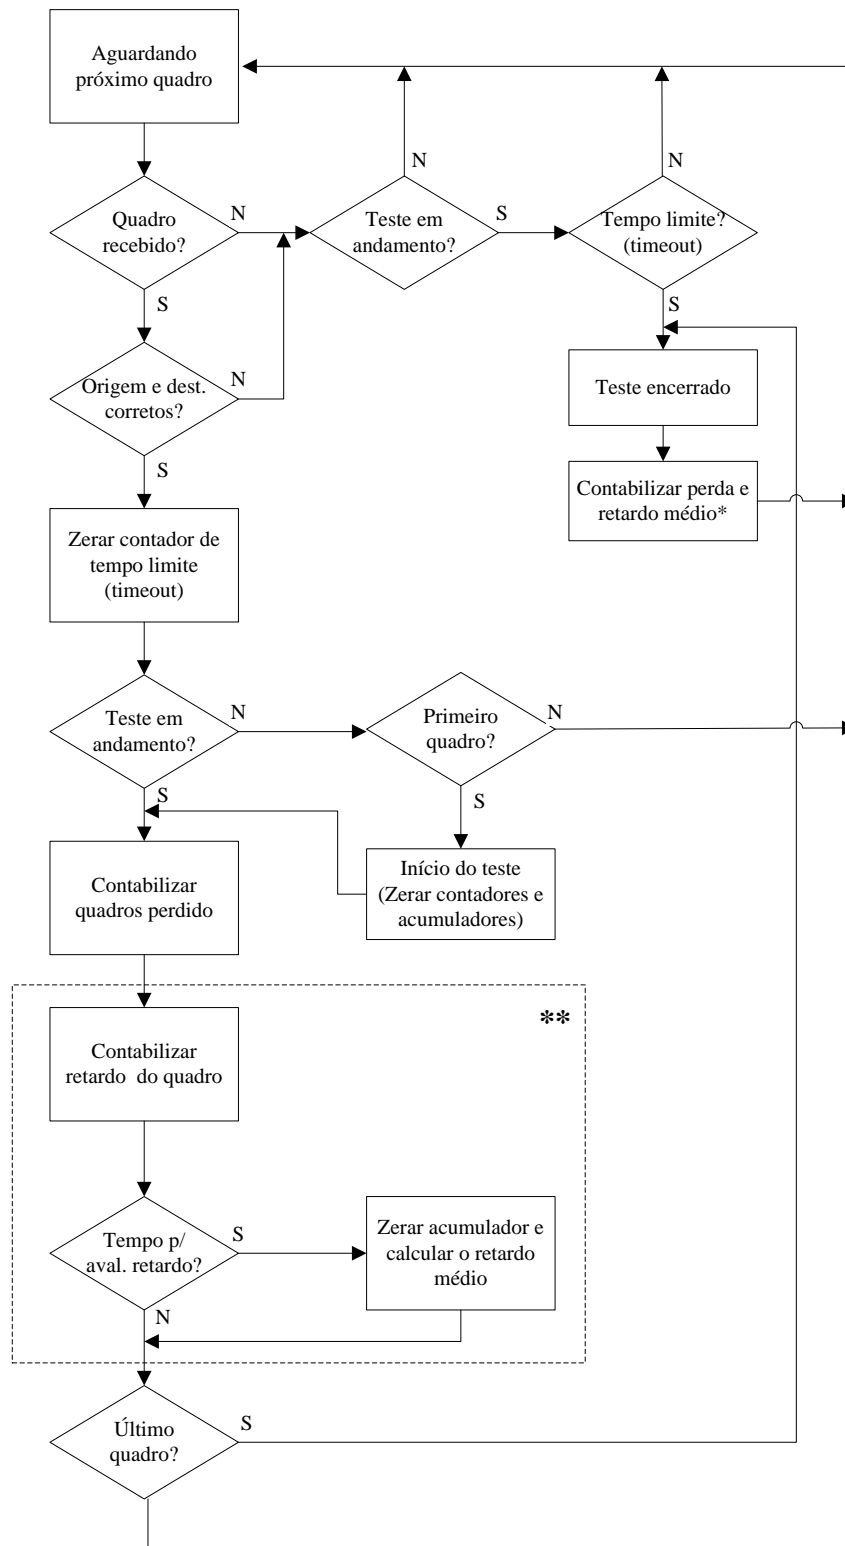 Aguardando
próximo quadro
N
N
Quadro
recebido?
N
Teste em
andamento?
S
Tempo limite?
(timeout)
S
S
Origem e dest.
corretos?
N
Teste encerrado
S
Contabilizar perda e
retardo médio*
Zerar contador de
tempo limite
(timeout)
Teste em
andamento?
N
Primeiro
quadro?
N
S
S
Contabilizar
quadros perdido
Início do teste
(Zerar contadores e
acumuladores)
**
Contabilizar
retardo do quadro
Tempo p/
aval. retardo?
S
Zerar acumulador e
calcular o retardo
médio
N
Último
quadro?
S